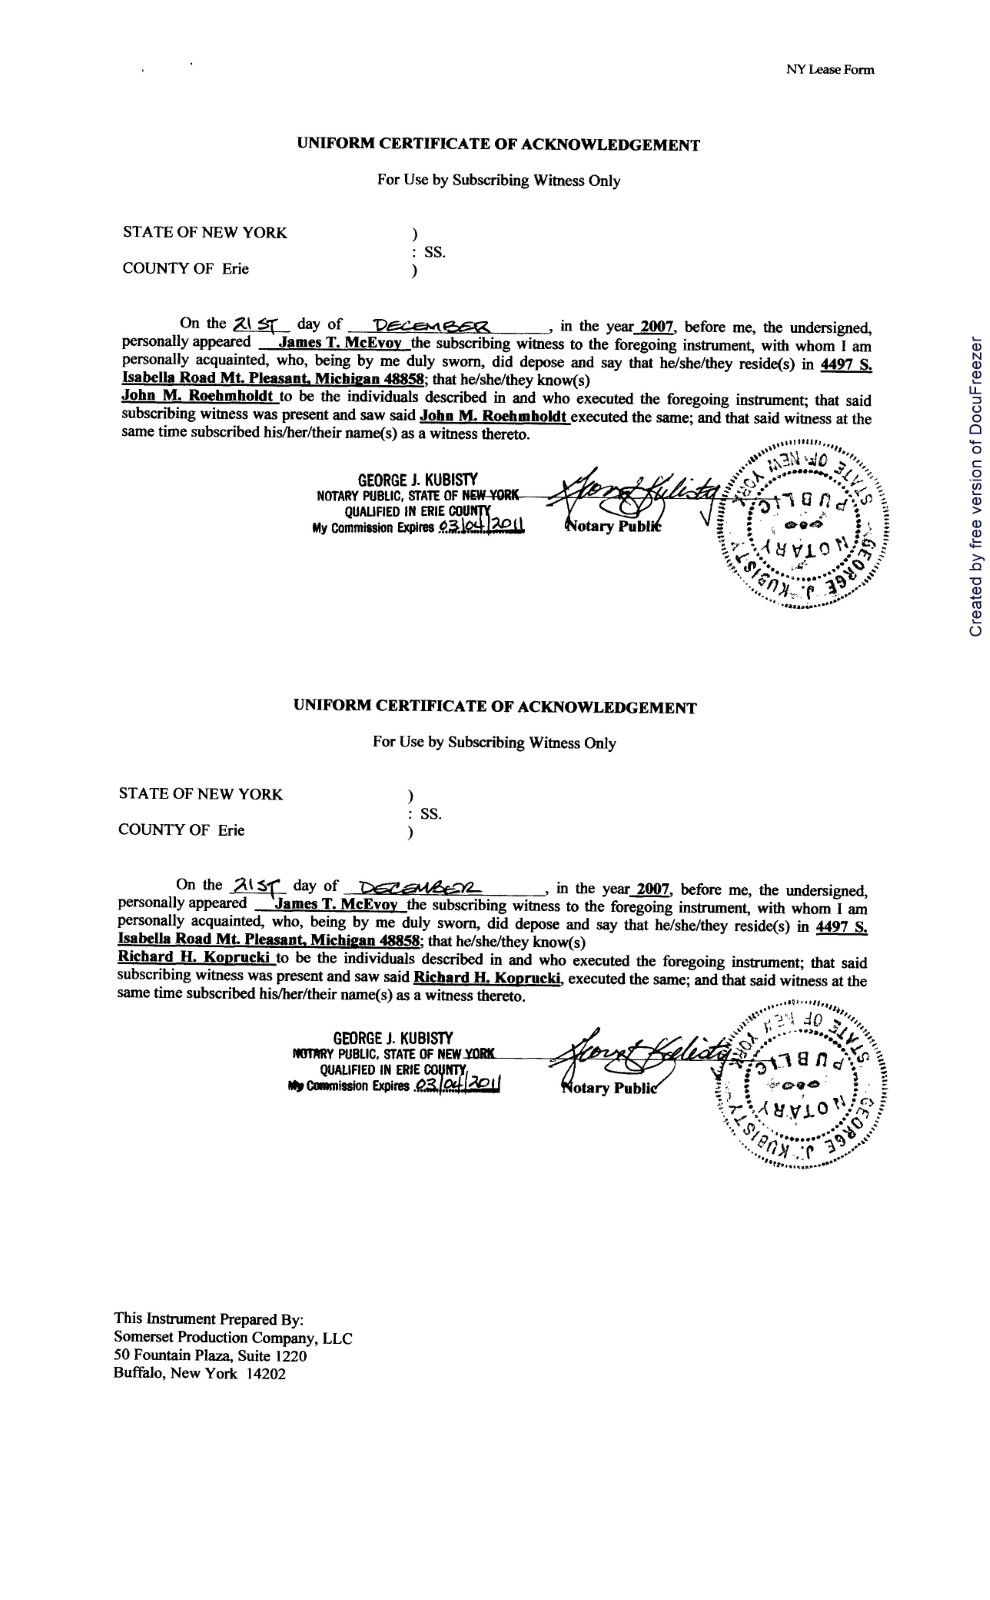 NY Lease Form
UNIFORM CERTIFICATE OF ACKNOWLEDGEMENT
For Use by Subscribing Witness Only
STATE OF NEW YORK )
: SS.
COUNTY OF Erie )
On the 21ST day of DECEMBER, in the year 2007, before me, the undersigned,
personally appeared James T. McEvoy the subscribing witness to the foregoing instrument, with whom I am
personally acquainted, who, being by me duly sworn, did depose and say that he/she/they reside(s) in 4497 S.
Isabella Road Mt. Pleasant, Michigan 48858; that he/she/they know(s)
John M. Roehmholdt to be the individuals described in and who executed the foregoing instrument; that said
subscribing witness was present and saw said John M. Roehmholdt executed the same; and that said witness at the
same time subscribed his/her/their name(s) as a witness thereto.
GEORGE J. KUBISTY
NOTARY PUBLIC, STATE OF NEW YORK
QUALIFIED IN ERIE COUNTY
My Commission Expires 03/04/2011
George J Kubisty
Notary Public
GEORGE J. KUBISTY
STATE OF NEW YORK
NOTARY
PUBLIC
UNIFORM CERTIFICATE OF ACKNOWLEDGEMENT
For Use by Subscribing Witness Only
STATE OF NEW YORK )
: SS.
COUNTY OF Erie )
On the 21ST day of DECEMBER, in the year 2007, before me, the undersigned,
personally appeared James T. McEvoy the subscribing witness to the foregoing instrument, with whom I am
personally acquainted, who, being by me duly sworn, did depose and say that he/she/they reside(s) in 4497 S.
Isabella Road Mt. Pleasant, Michigan 48858; that he/she/they know(s)
Richard H. Koprucki to be the individuals described in and who executed the foregoing instrument; that said
subscribing witness was present and saw said Richard H. Koprucki, executed the same; and that said witness at the
same time subscribed his/her/their name(s) as a witness thereto.
GEORGE J. KUBISTY
NOTARY PUBLIC, STATE OF NEW YORK
QUALIFIED IN ERIE COUNTY
My Commission Expires 03/04/2011
George J Kubisty
Notary Public
GEORGE J. KUBISTY
STATE OF NEW YORK
NOTARY
PUBLIC
This Instrument Prepared By:
Somerset Production Company, LLC
50 Fountain Plaza, Suite 1220
Buffalo, New York 14202
Created by free version of DocuFreezer